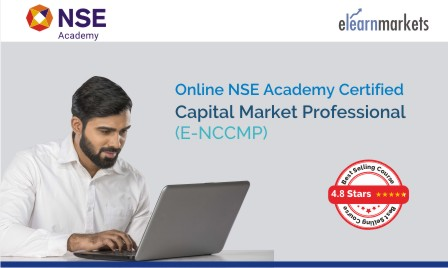 NSE
Academy
elearnmarkets
Online NSE Academy Certified
Capital Market Professional
(E-NCCMP)
Best Selling Course
4.8 Stars
Best Selling Course